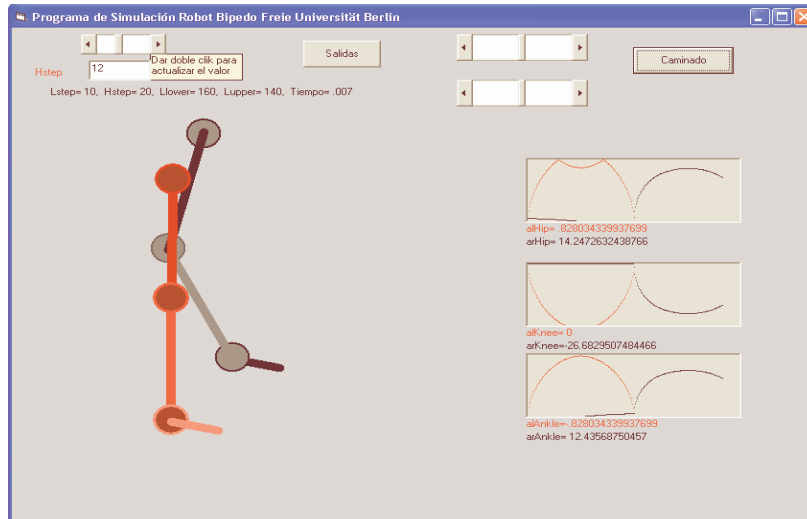 Programa de Simulación Robot Bipedo Freie Universität Berlin
Salidas
Caminado
Hstep
12
Dar doble clik para
actualizar el valor
Lstep= 10, Hstep= 20, Llower= 160, Lupper= 140, Tiempo= .007
alHip= .828034339937699
arHip= 14.2472632438766
alKnee= 0
arKnee=-26.6829507484466
alAnkle=-.828034339937699
arAnkle= 12.43568750457